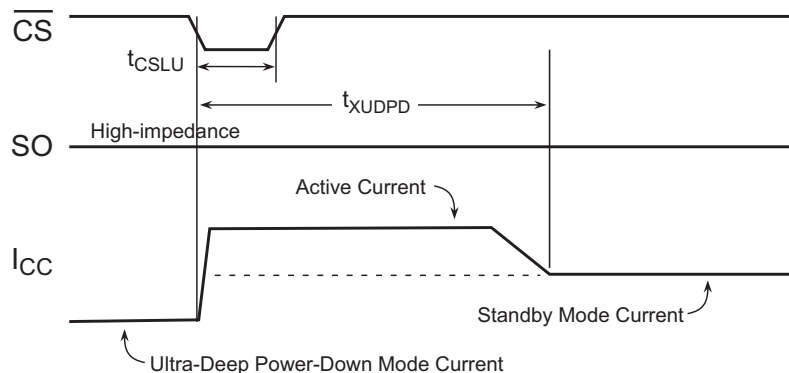 CS
tCSLU
tXUDPD
High-impedance
SO
Active Current
ICC
Standby Mode Current
Ultra-Deep Power-Down Mode Current